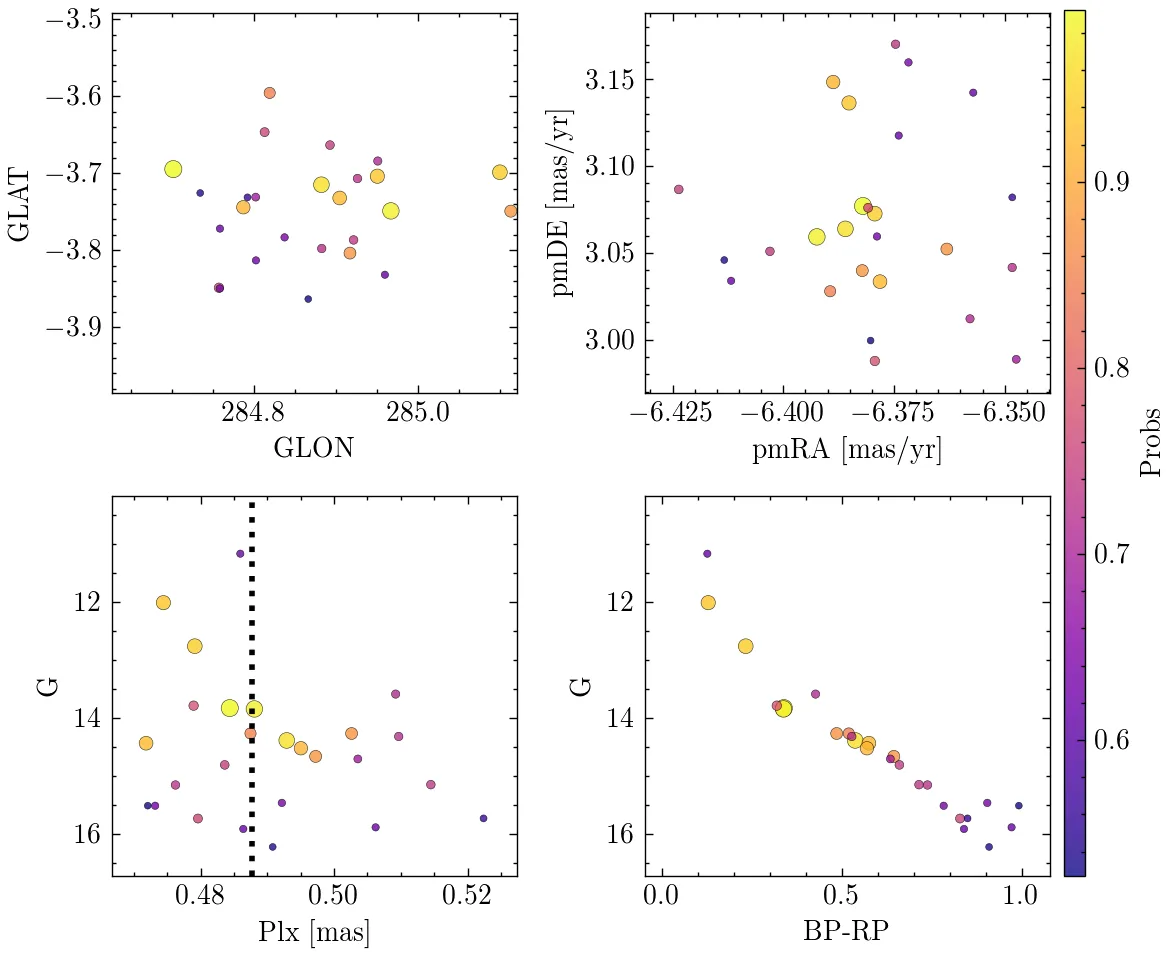 −3.5
−3.6
−3.7
−3.8
−3.9
GLAT
284.8 285.0
GLON
3.15
3.10
3.05
3.00
pmDE [mas/yr]
−6.425 −6.400 −6.375 −6.350
pmRA [mas/yr]
0.9
0.8
0.7
0.6
Probs
12
14
16
G
0.48 0.50 0.52
Plx [mas]
12
14
16
G
0.0 0.5 1.0
BP-RP